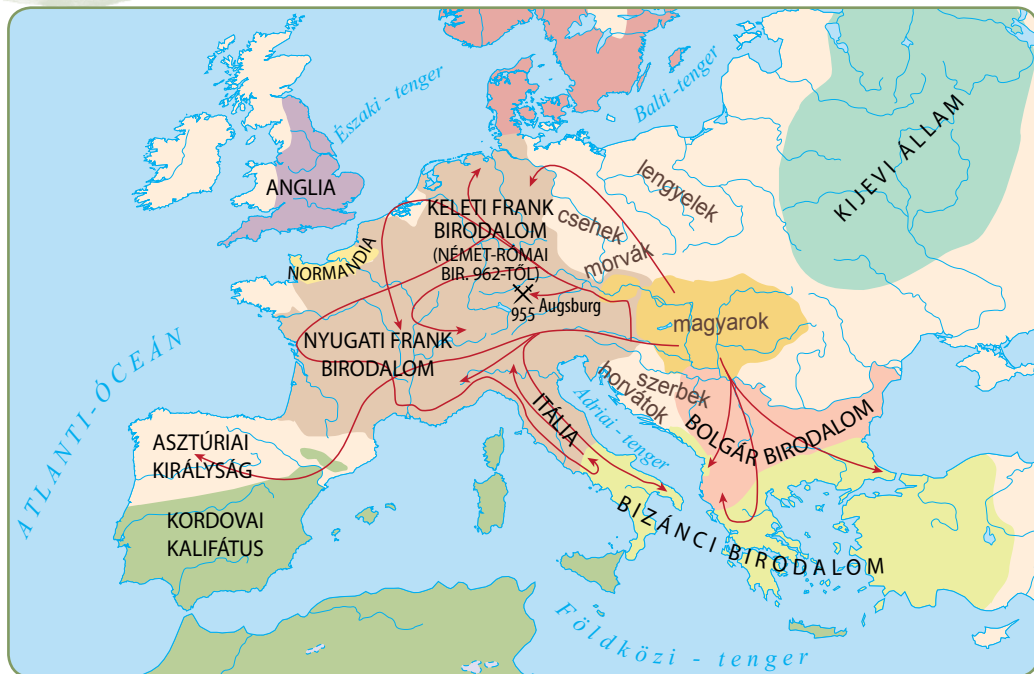 Északi - tenger
Balti - tenger
KIJEVI ÁLLAM
ANGLIA
lengyelek
csehek
morvák
KELETI FRANK
BIRODALOM
(NÉMET-RÓMAI
BIR. 962-TŐL)
NORMANDIA
955 Augsburg
magyarok
NYUGATI FRANK
BIRODALOM
ATLANTI-ÓCEÁN
szerbek
horvátok
Adriai - tenger
ITÁLIA
BOLGÁR BIRODALOM
ASZTÚRIAI
KIRÁLYSÁG
KORDOVAI
KALIFÁTUS
BIZÁNCI BIRODALOM
Földközi - tenger